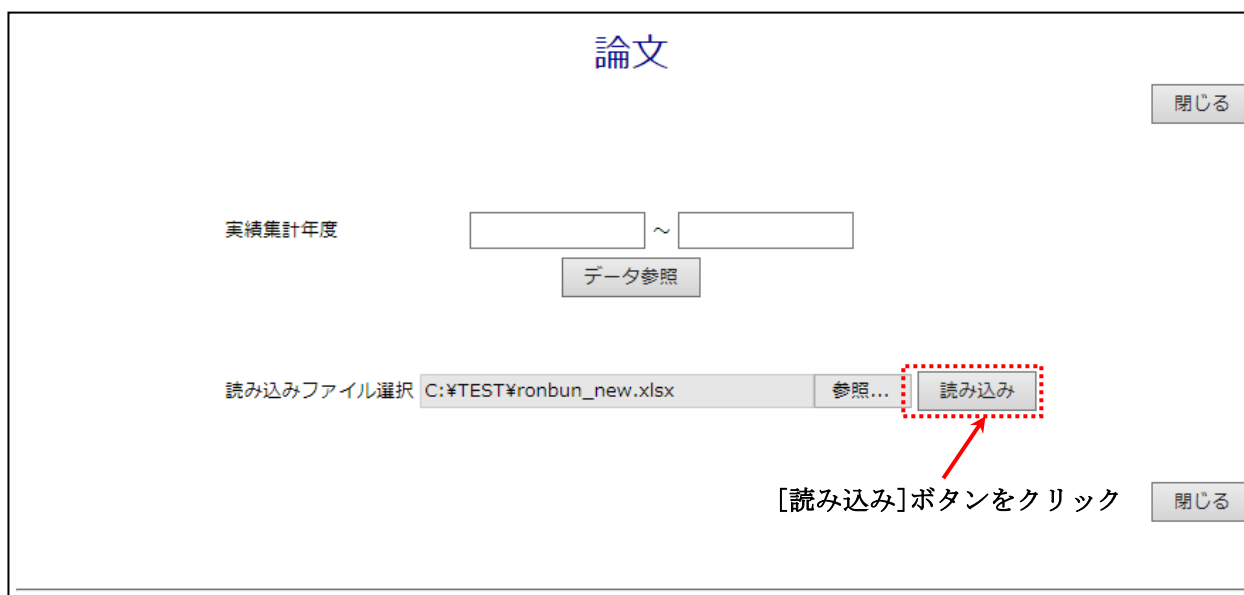 論文
閉じる
実績集計年度 ～
データ参照
読み込みファイル選択 C:¥TEST¥ronbun_new.xlsx 参照... 読み込み
[読み込み]ボタンをクリック
閉じる